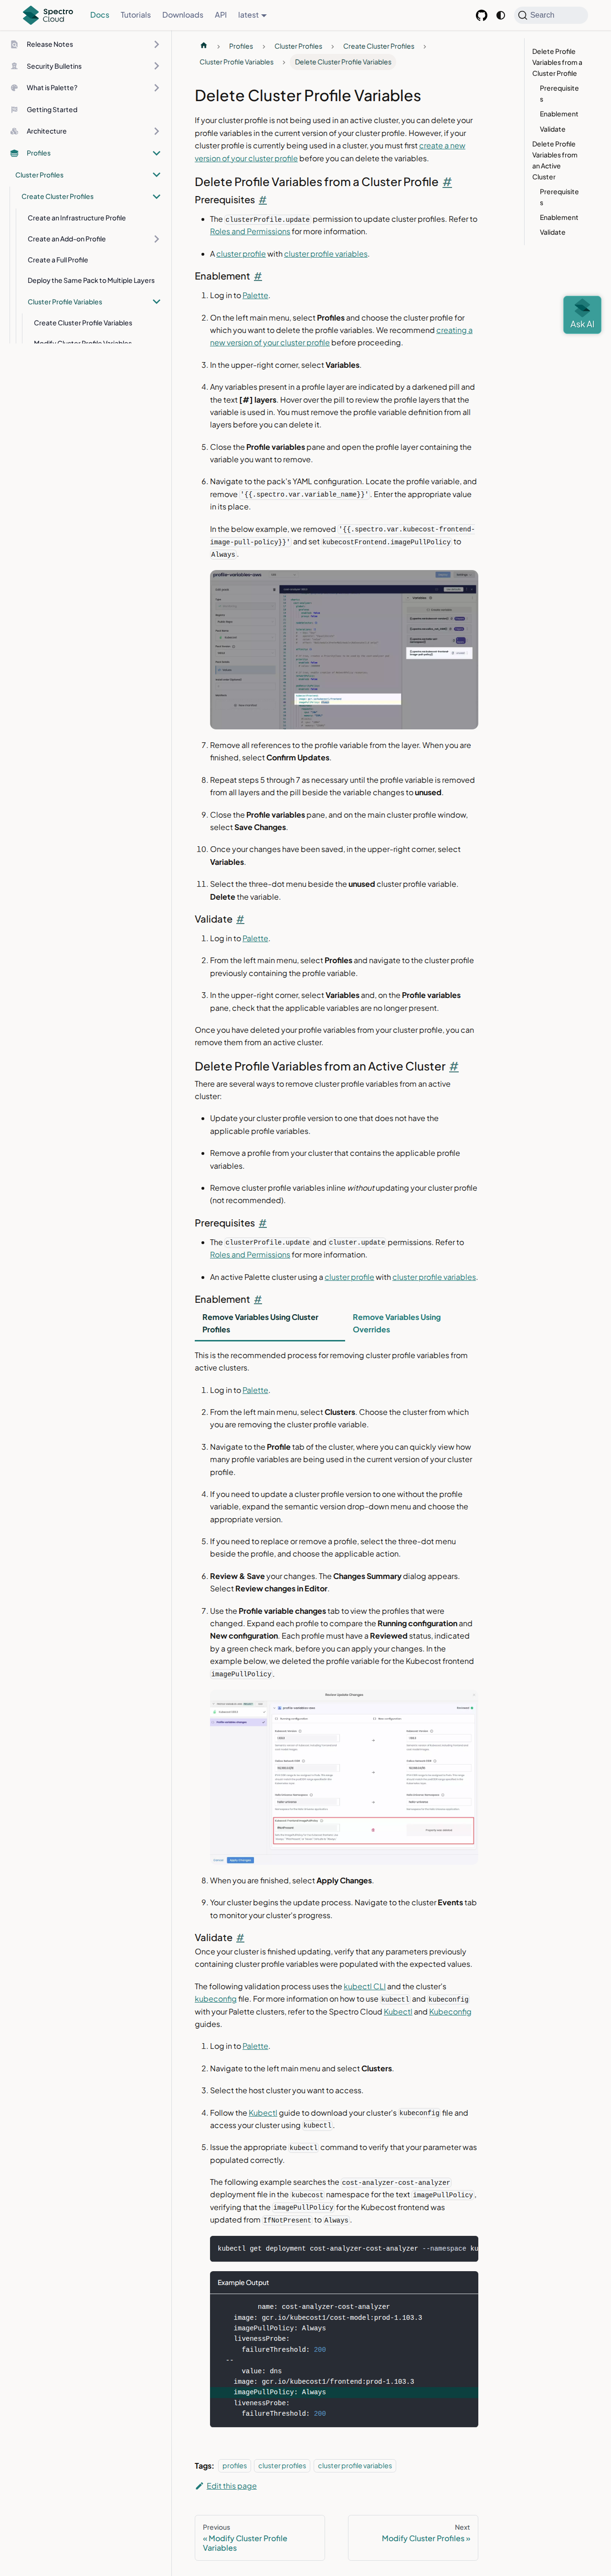 Spectro Cloud
Docs
Tutorials
Downloads
API
latest
Search
Release Notes
Security Bulletins
What is Palette?
Getting Started
Architecture
Profiles
Cluster Profiles
Create Cluster Profiles
Create an Infrastructure Profile
Create an Add-on Profile
Create a Full Profile
Deploy the Same Pack to Multiple Layers
Cluster Profile Variables
Create Cluster Profile Variables
Modify Cluster Profile Variables
Profiles › Cluster Profiles › Create Cluster Profiles ›
Cluster Profile Variables › Delete Cluster Profile Variables
Delete Cluster Profile Variables
If your cluster profile is not being used in an active cluster, you can delete your
profile variables in the current version of your cluster profile. However, if your
cluster profile is currently being used in a cluster, you must first create a new
version of your cluster profile before you can delete the variables.
Delete Profile Variables from a Cluster Profile #
Prerequisites #
• The clusterProfile.update permission to update cluster profiles. Refer to
Roles and Permissions for more information.
• A cluster profile with cluster profile variables.
Enablement #
1. Log in to Palette.
2. On the left main menu, select Profiles and choose the cluster profile for
which you want to delete the profile variables. We recommend creating a
new version of your cluster profile before proceeding.
3. In the upper-right corner, select Variables.
4. Any variables present in a profile layer are indicated by a darkened pill and
the text [#] layers. Hover over the pill to review the profile layers that the
variable is used in. You must remove the profile variable definition from all
layers before you can delete it.
5. Close the Profile variables pane and open the profile layer containing the
variable you want to remove.
6. Navigate to the pack's YAML configuration. Locate the profile variable, and
remove '{{.spectro.var.variable_name}}'. Enter the appropriate value
in its place.
In the below example, we removed '{{.spectro.var.kubecost-frontend-
image-pull-policy}}' and set kubecostFrontend.imagePullPolicy to
Always.
7. Remove all references to the profile variable from the layer. When you are
finished, select Confirm Updates.
8. Repeat steps 5 through 7 as necessary until the profile variable is removed
from all layers and the pill beside the variable changes to unused.
9. Close the Profile variables pane, and on the main cluster profile window,
select Save Changes.
10. Once your changes have been saved, in the upper-right corner, select
Variables.
11. Select the three-dot menu beside the unused cluster profile variable.
Delete the variable.
Validate #
1. Log in to Palette.
2. From the left main menu, select Profiles and navigate to the cluster profile
previously containing the profile variable.
3. In the upper-right corner, select Variables and, on the Profile variables
pane, check that the applicable variables are no longer present.
Once you have deleted your profile variables from your cluster profile, you can
remove them from an active cluster.
Delete Profile Variables from an Active Cluster #
There are several ways to remove cluster profile variables from an active
cluster:
• Update your cluster profile version to one that does not have the
applicable profile variables.
• Remove a profile from your cluster that contains the applicable profile
variables.
• Remove cluster profile variables inline without updating your cluster profile
(not recommended).
Prerequisites #
• The clusterProfile.update and cluster.update permissions. Refer to
Roles and Permissions for more information.
• An active Palette cluster using a cluster profile with cluster profile variables.
Enablement #
Remove Variables Using Cluster Profiles
Remove Variables Using Overrides
This is the recommended process for removing cluster profile variables from
active clusters.
1. Log in to Palette.
2. From the left main menu, select Clusters. Choose the cluster from which
you are removing the cluster profile variable.
3. Navigate to the Profile tab of the cluster, where you can quickly view how
many profile variables are being used in the current version of your cluster
profile.
4. If you need to update a cluster profile version to one without the profile
variable, expand the semantic version drop-down menu and choose the
appropriate version.
5. If you need to replace or remove a profile, select the three-dot menu
beside the profile, and choose the applicable action.
6. Review & Save your changes. The Changes Summary dialog appears.
Select Review changes in Editor.
7. Use the Profile variable changes tab to view the profiles that were
changed. Expand each profile to compare the Running configuration and
New configuration. Each profile must have a Reviewed status, indicated
by a green check mark, before you can apply your changes. In the
example below, we deleted the profile variable for the Kubecost frontend
imagePullPolicy.
Review Update Changes
Apply Changes
8. When you are finished, select Apply Changes.
9. Your cluster begins the update process. Navigate to the cluster Events tab
to monitor your cluster's progress.
Validate #
Once your cluster is finished updating, verify that any parameters previously
containing cluster profile variables were populated with the expected values.
The following validation process uses the kubectl CLI and the cluster's
kubeconfig file. For more information on how to use kubectl and kubeconfig
with your Palette clusters, refer to the Spectro Cloud Kubectl and Kubeconfig
guides.
1. Log in to Palette.
2. Navigate to the left main menu and select Clusters.
3. Select the host cluster you want to access.
4. Follow the Kubectl guide to download your cluster's kubeconfig file and
access your cluster using kubectl.
5. Issue the appropriate kubectl command to verify that your parameter was
populated correctly.
The following example searches the cost-analyzer-cost-analyzer
deployment file in the kubecost namespace for the text imagePullPolicy,
verifying that the imagePullPolicy for the Kubecost frontend was
updated from IfNotPresent to Always.
kubectl get deployment cost-analyzer-cost-analyzer --namespace ku
Example Output
name: cost-analyzer-cost-analyzer
image: gcr.io/kubecost1/cost-model:prod-1.103.3
imagePullPolicy: Always
livenessProbe:
failureThreshold: 200
--
value: dns
image: gcr.io/kubecost1/frontend:prod-1.103.3
imagePullPolicy: Always
livenessProbe:
failureThreshold: 200
Tags: profiles cluster profiles cluster profile variables
Edit this page
Previous
« Modify Cluster Profile
Variables
Next
Modify Cluster Profiles »
Delete Profile
Variables from a
Cluster Profile
Prerequisite
s
Enablement
Validate
Delete Profile
Variables from
an Active
Cluster
Prerequisite
s
Enablement
Validate
Ask AI